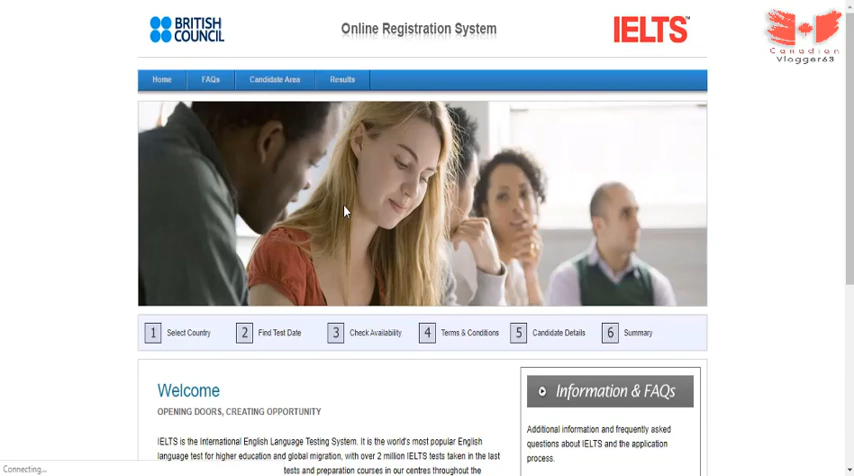 BRITISH
COUNCIL
Online Registration System
IELTS™
Canadian
Vlogger63
Home FAQs Candidate Area Results
1 Select Country 2 Find Test Date 3 Check Availability 4 Terms & Conditions 5 Candidate Details 6 Summary
Welcome
OPENING DOORS, CREATING OPPORTUNITY
IELTS is the International English Language Testing System. It is the world's most popular English
language test for higher education and global migration, with over 2 million IELTS tests taken in the last
tests and preparation courses in our centres throughout the
Information & FAQs
Additional information and frequently asked
questions about IELTS and the application
process.
Connecting...